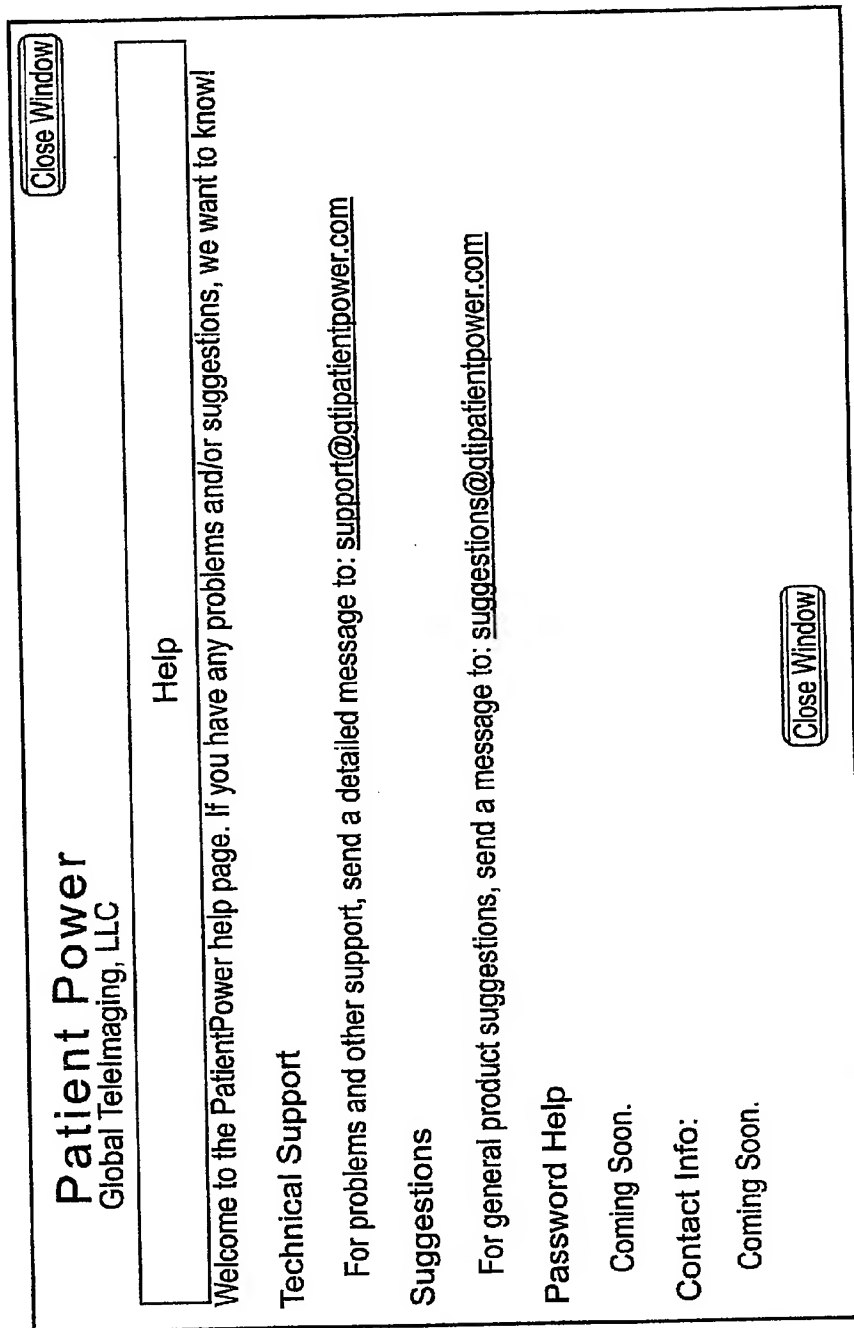 Close Window
Patient Power
Global TeleImaging, LLC
Help
Welcome to the PatientPower help page. If you have any problems and/or suggestions, we want to know!
Technical Support
For problems and other support, send a detailed message to: support@gtipatientpower.com
Suggestions
For general product suggestions, send a message to: suggestions@gtipatientpower.com
Password Help
Coming Soon.
Contact Info:
Coming Soon.
Close Window